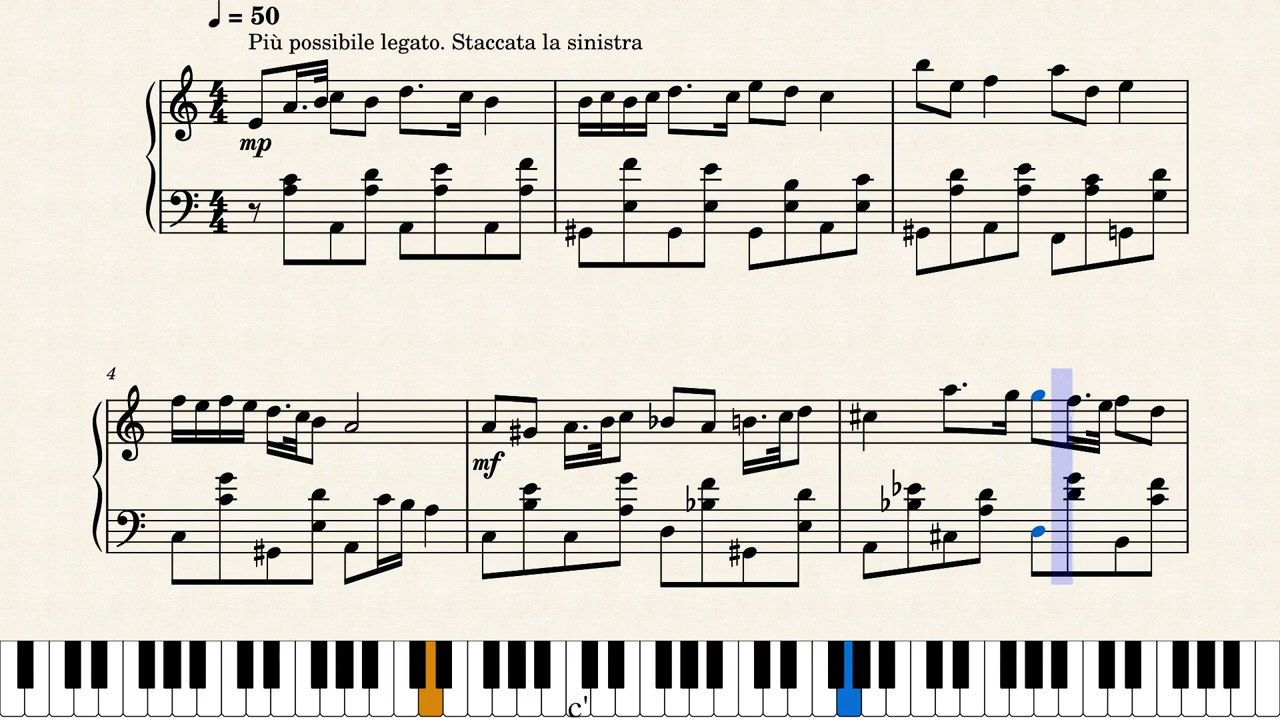 ♩ = 50
Più possibile legato. Staccata la sinistra
mp
4
mf
c'